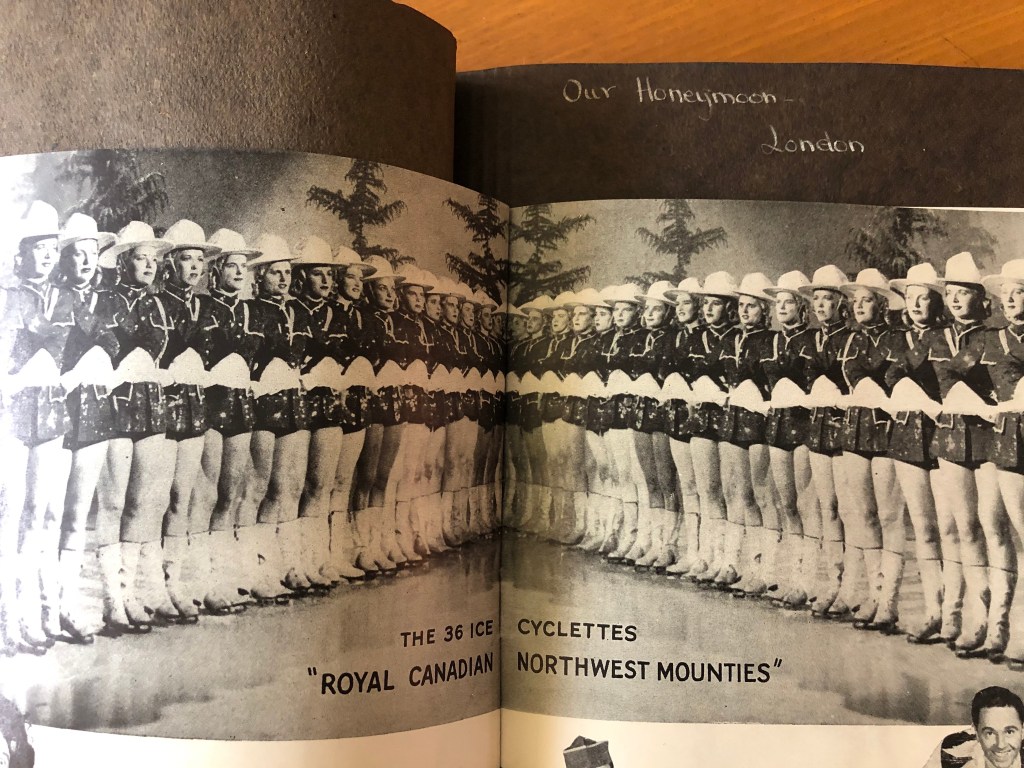 Our Honeymoon -
London
THE 36 ICE CYCLETTES
"ROYAL CANADIAN NORTHWEST MOUNTIES"